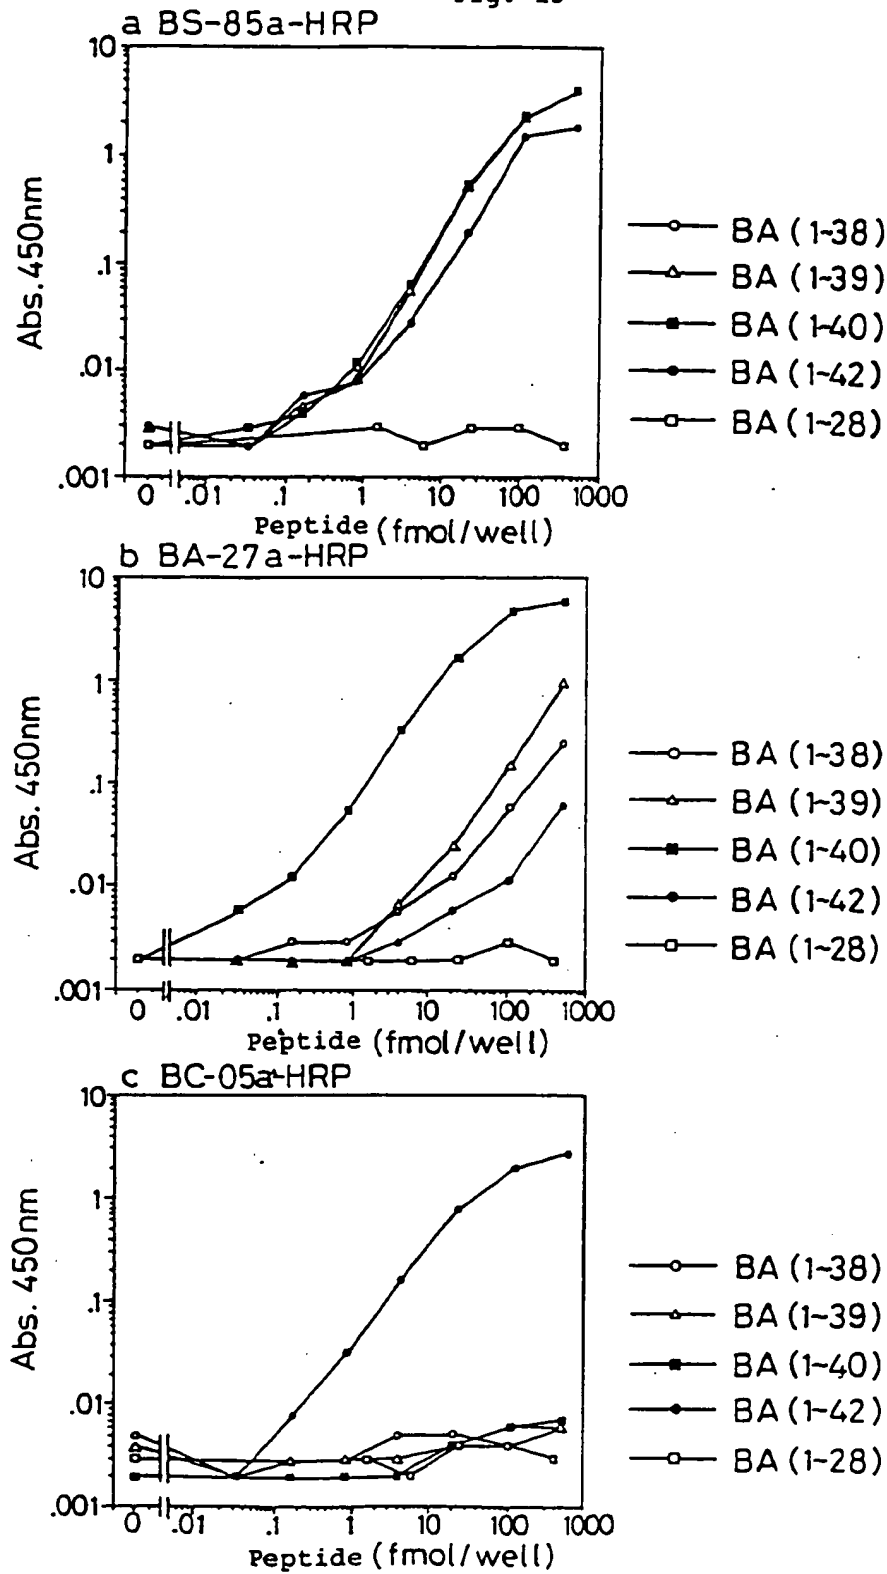 a BS-85a-HRP
10
1
.1
.01
.001
Abs. 450nm
0 .01 .1 1 10 100 1000
Peptide (fmol/well)
BA (1~38)
BA (1~39)
BA (1~40)
BA (1~42)
BA (1~28)
b BA-27a-HRP
10
1
.1
.01
.001
Abs. 450nm
0 .01 .1 1 10 100 1000
Peptide (fmol/well)
BA (1~38)
BA (1~39)
BA (1~40)
BA (1~42)
BA (1~28)
c BC-05a-HRP
10
1
.1
.01
.001
Abs. 450nm
0 .01 .1 1 10 100 1000
Peptide (fmol/well)
BA (1~38)
BA (1~39)
BA (1~40)
BA (1~42)
BA (1~28)